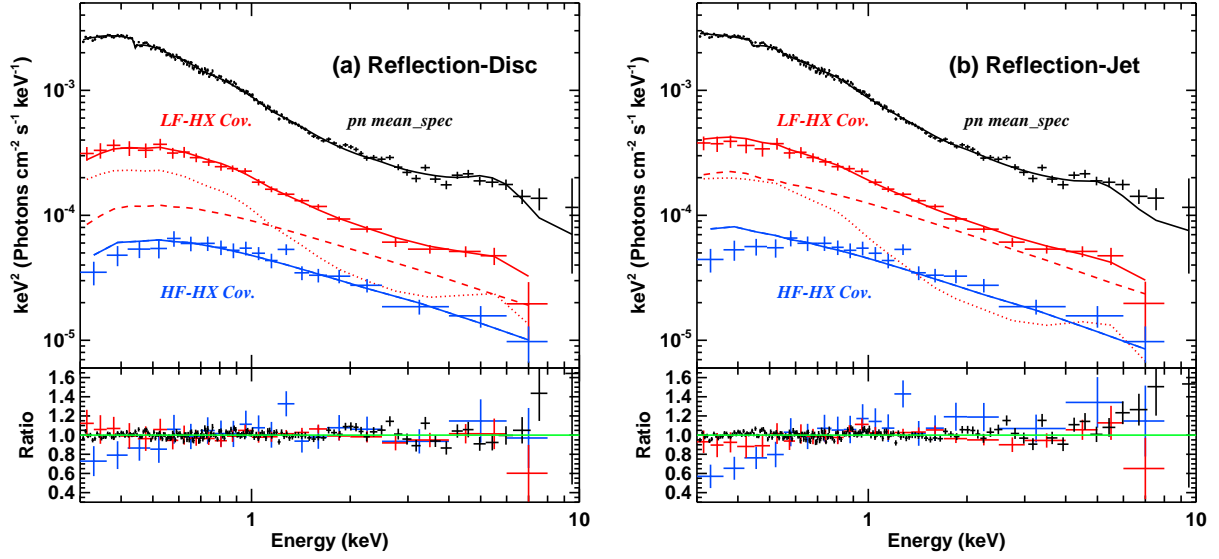 (a) Reflection-Disc
LF-HX Cov.
pn mean_spec
HF-HX Cov.
keV² (Photons cm⁻² s⁻¹ keV⁻¹)
10⁻³
10⁻⁴
10⁻⁵
Ratio
1.6
1.4
1.2
1.0
0.8
0.6
0.4
1
10
Energy (keV)
(b) Reflection-Jet
LF-HX Cov.
pn mean_spec
HF-HX Cov.
keV² (Photons cm⁻² s⁻¹ keV⁻¹)
10⁻³
10⁻⁴
10⁻⁵
Ratio
1.6
1.4
1.2
1.0
0.8
0.6
0.4
1
10
Energy (keV)